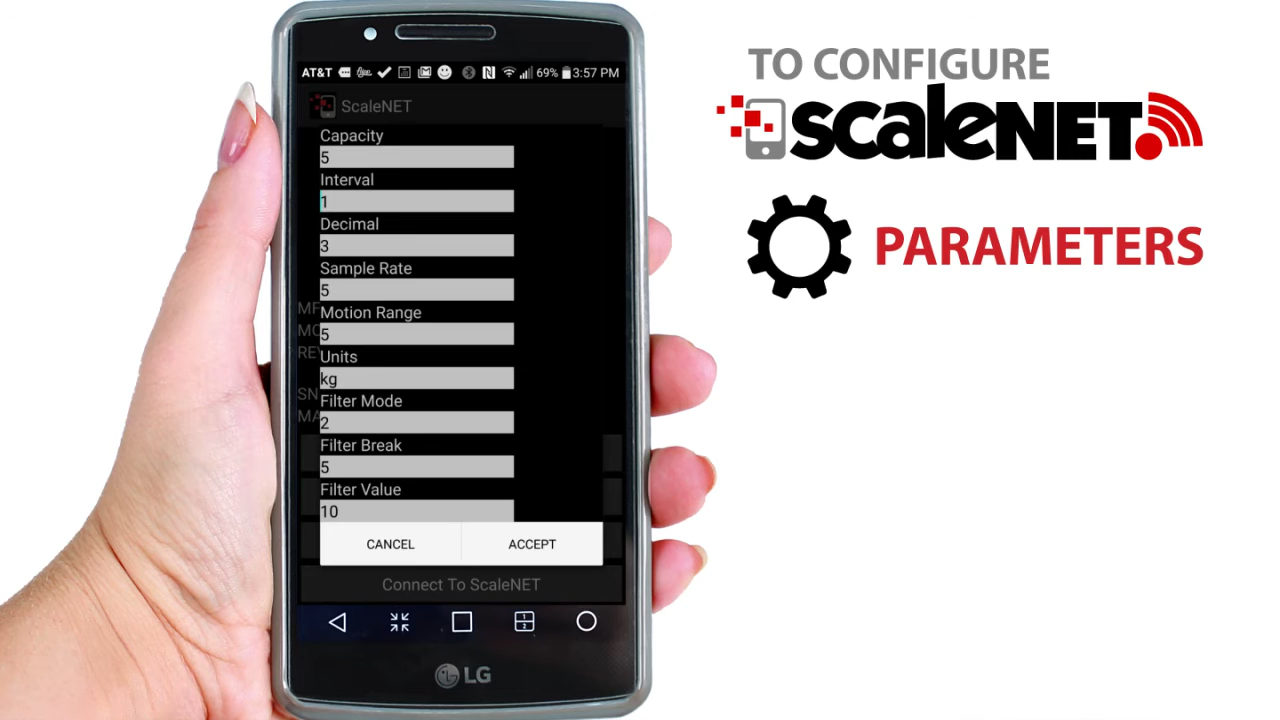 AT&T 69% 3:57 PM
ScaleNET
Capacity
5
Interval
1
Decimal
3
Sample Rate
5
Motion Range
5
Units
kg
Filter Mode
2
Filter Break
5
Filter Value
10
CANCEL ACCEPT
Connect To ScaleNET
LG
TO CONFIGURE
scaleNET
PARAMETERS